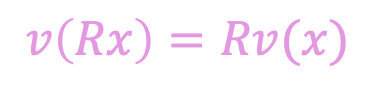 v(Rx) = Rv(x)